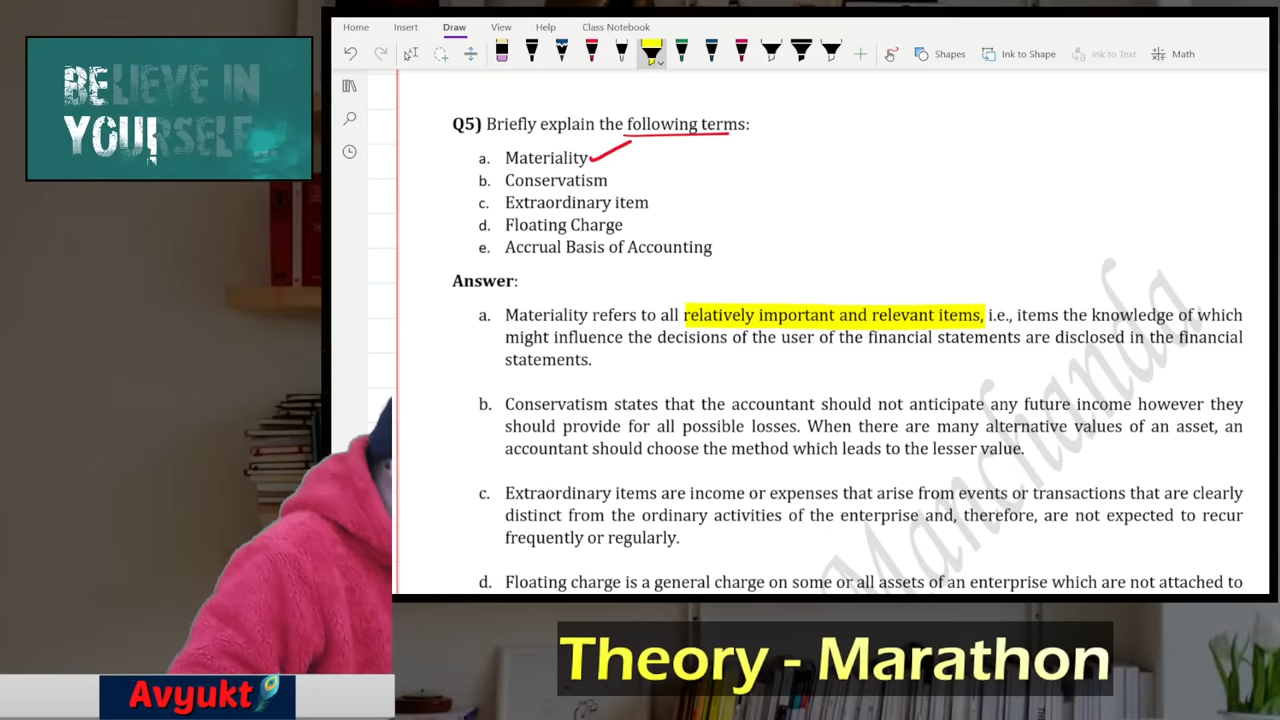 BELIEVE IN
YOURSELF...
Home Insert Draw View Help Class Notebook
Shapes Ink to Shape Ink to Text Math
Q5) Briefly explain the following terms:
a. Materiality
b. Conservatism
c. Extraordinary item
d. Floating Charge
e. Accrual Basis of Accounting
Answer:
a. Materiality refers to all relatively important and relevant items, i.e., items the knowledge of which
might influence the decisions of the user of the financial statements are disclosed in the financial
statements.
b. Conservatism states that the accountant should not anticipate any future income however they
should provide for all possible losses. When there are many alternative values of an asset, an
accountant should choose the method which leads to the lesser value.
c. Extraordinary items are income or expenses that arise from events or transactions that are clearly
distinct from the ordinary activities of the enterprise and, therefore, are not expected to recur
frequently or regularly.
d. Floating charge is a general charge on some or all assets of an enterprise which are not attached to
Manchanda
Theory - Marathon
Avyukt